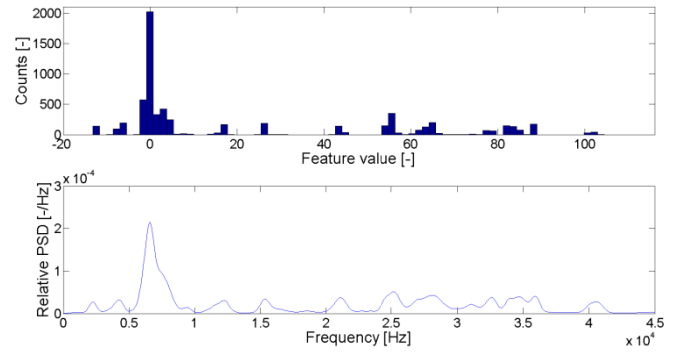 2000
1500
1000
500
0
Counts [-]
-20 0 20 40 60 80 100
Feature value [-]
x 10⁻⁴
3
2
1
0
Relative PSD [-/Hz]
0 0.5 1 1.5 2 2.5 3 3.5 4 4.5
Frequency [Hz]
x 10⁴